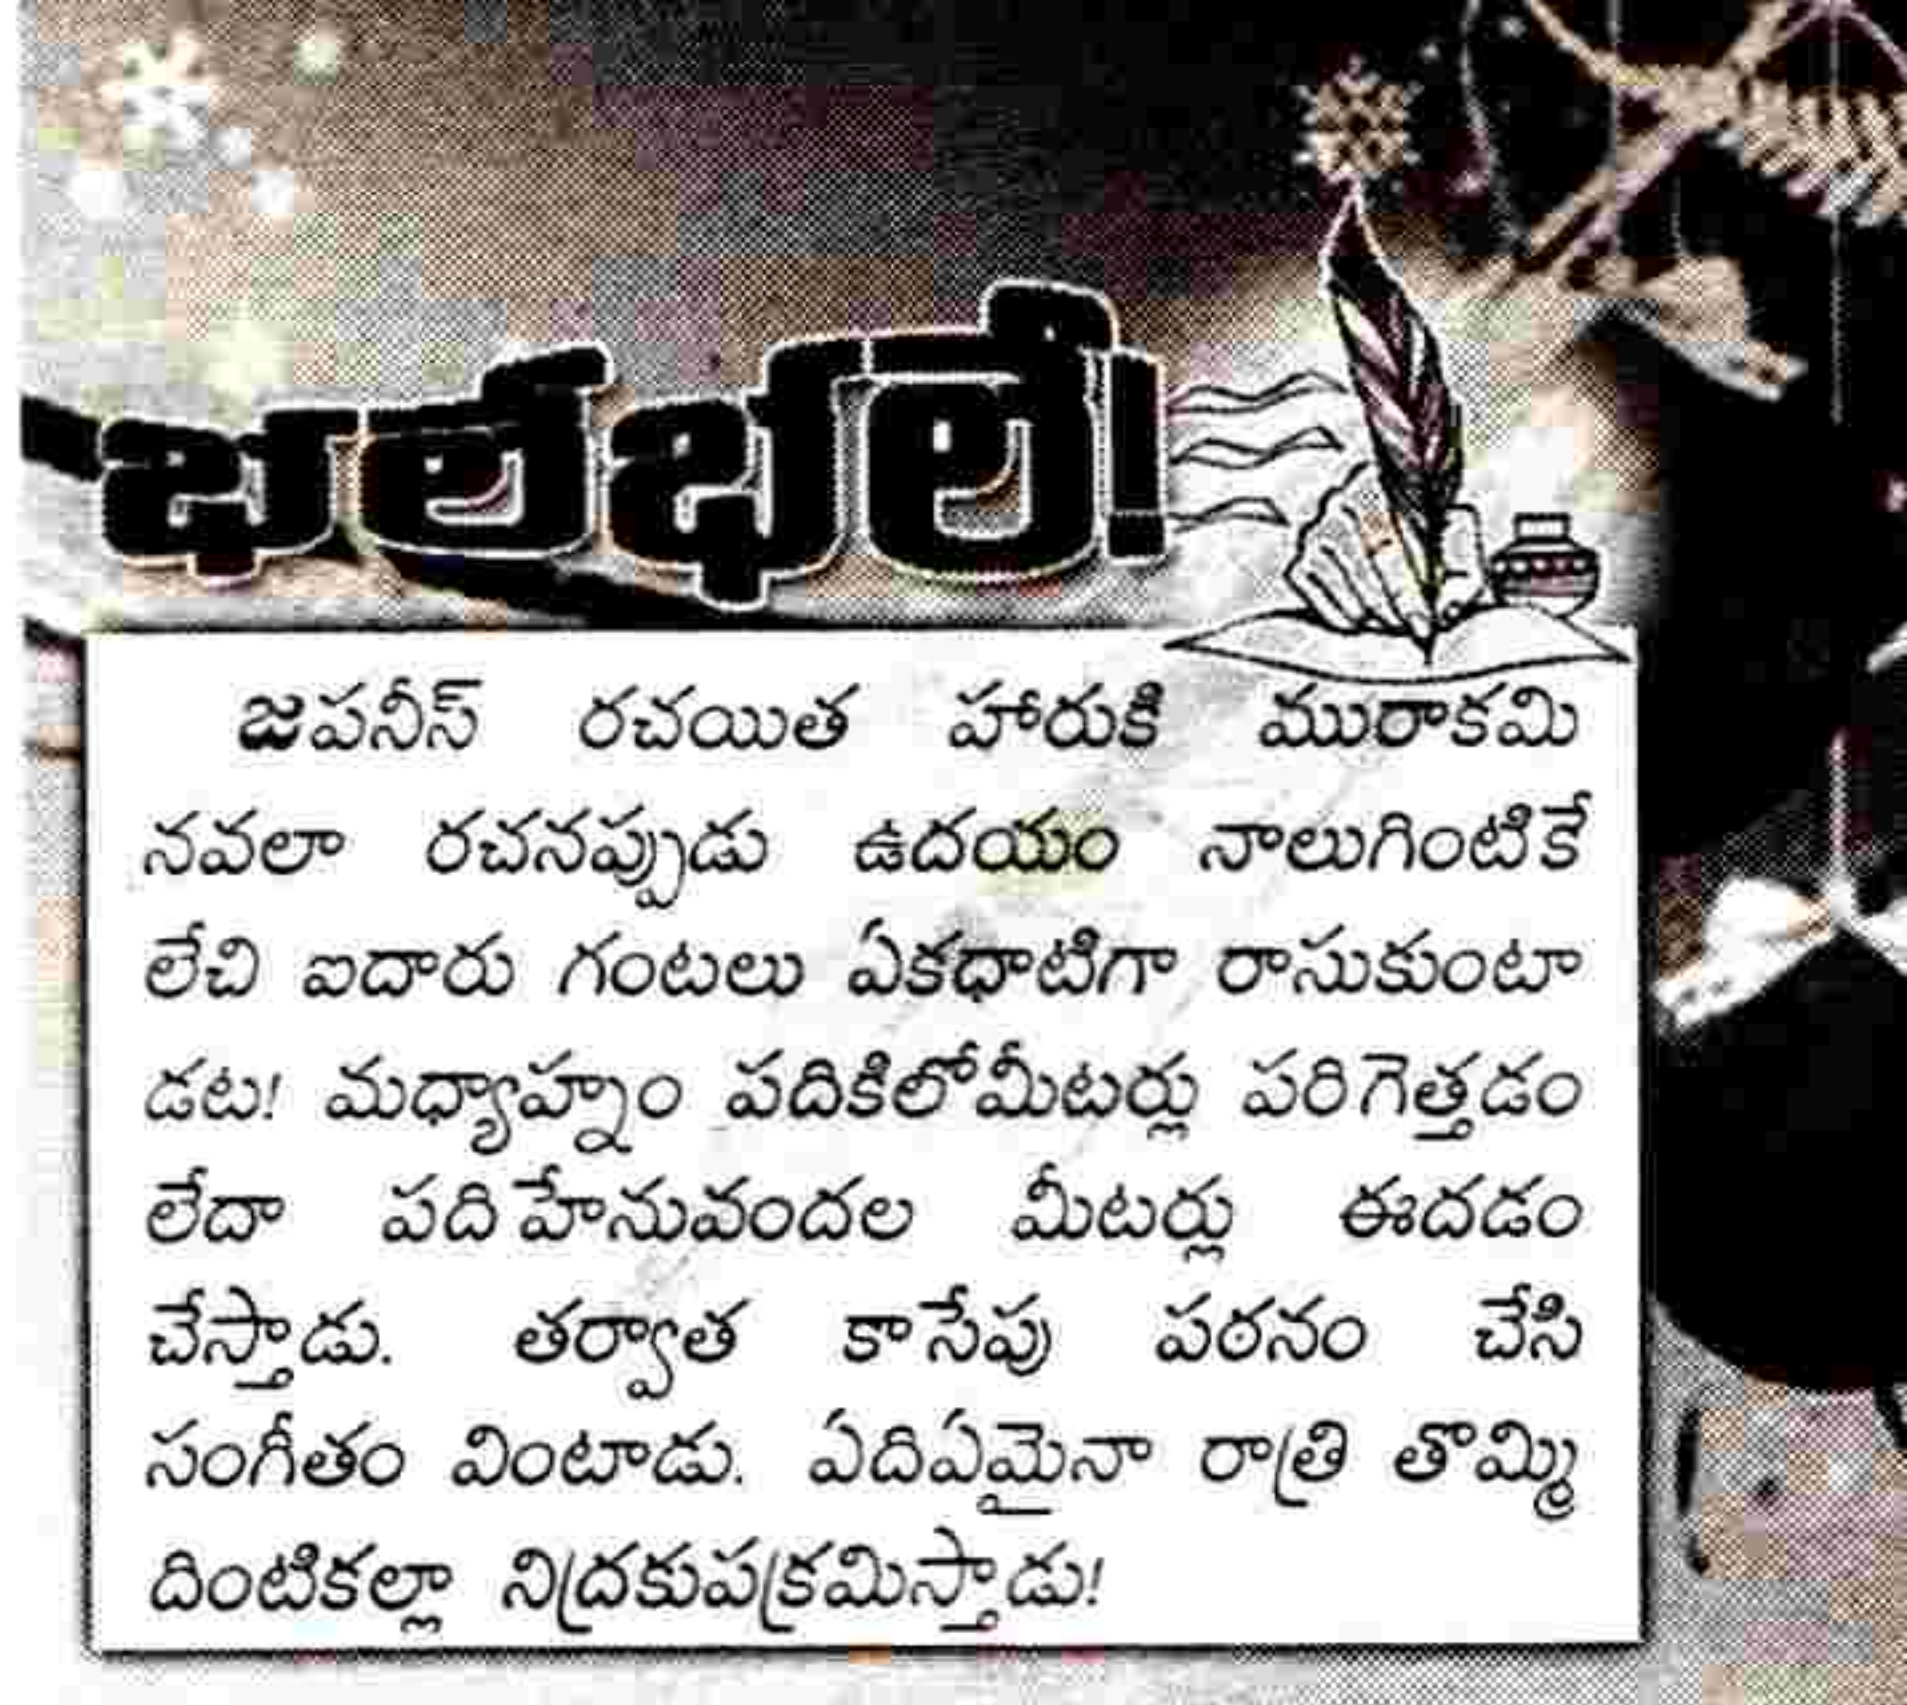 భలేభలే!
జపనీస్ రచయిత హారుకి మురాకమి
నవలా రచనప్పుడు ఉదయం నాలుగింటికే
లేచి ఐదారు గంటలు ఏకధాటిగా రాసుకుంటా
డట! మధ్యాహ్నం పదికిలోమీటర్లు పరిగెత్తడం
లేదా పదిహేనువందల మీటర్లు ఈదడం
చేస్తాడు. తర్వాత కాసేపు పఠనం చేసి
సంగీతం వింటాడు. ఏదిఏమైనా రాత్రి తొమ్మి
దింటికల్లా నిద్రకుపక్రమిస్తాడు!